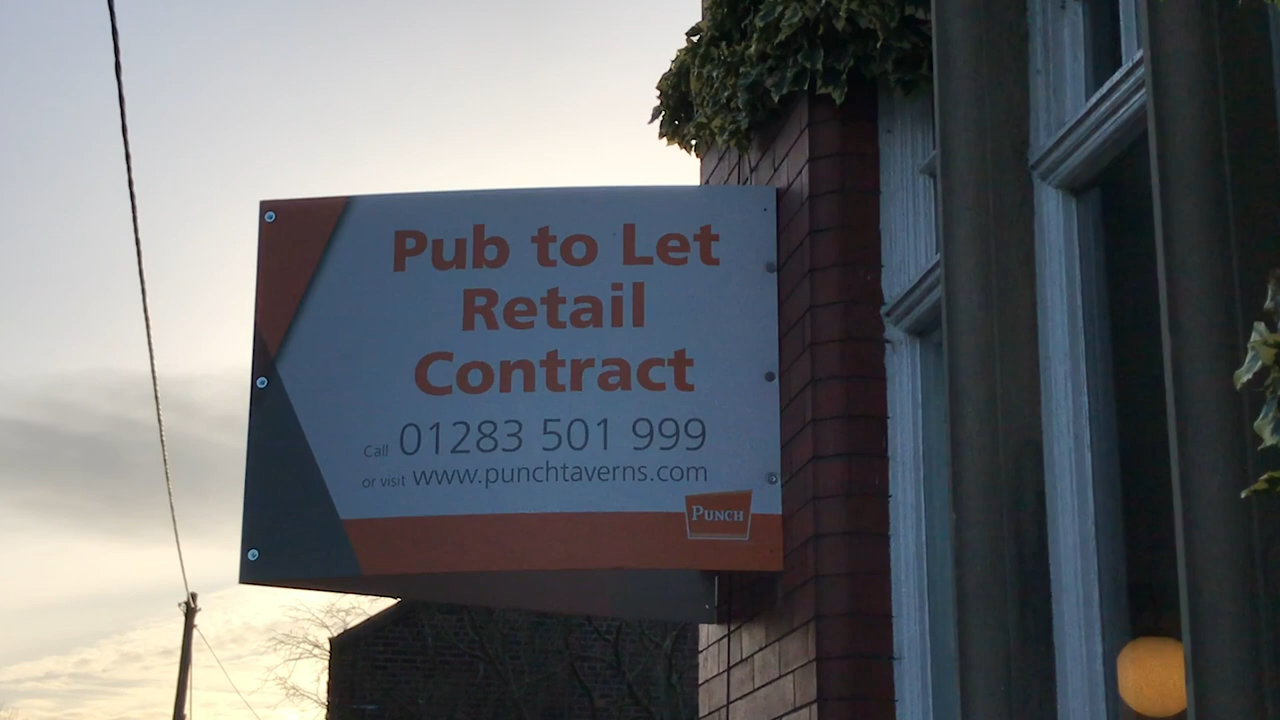 Pub to Let
Retail
Contract
Call 01283 501 999
or visit www.punchtaverns.com
PUNCH